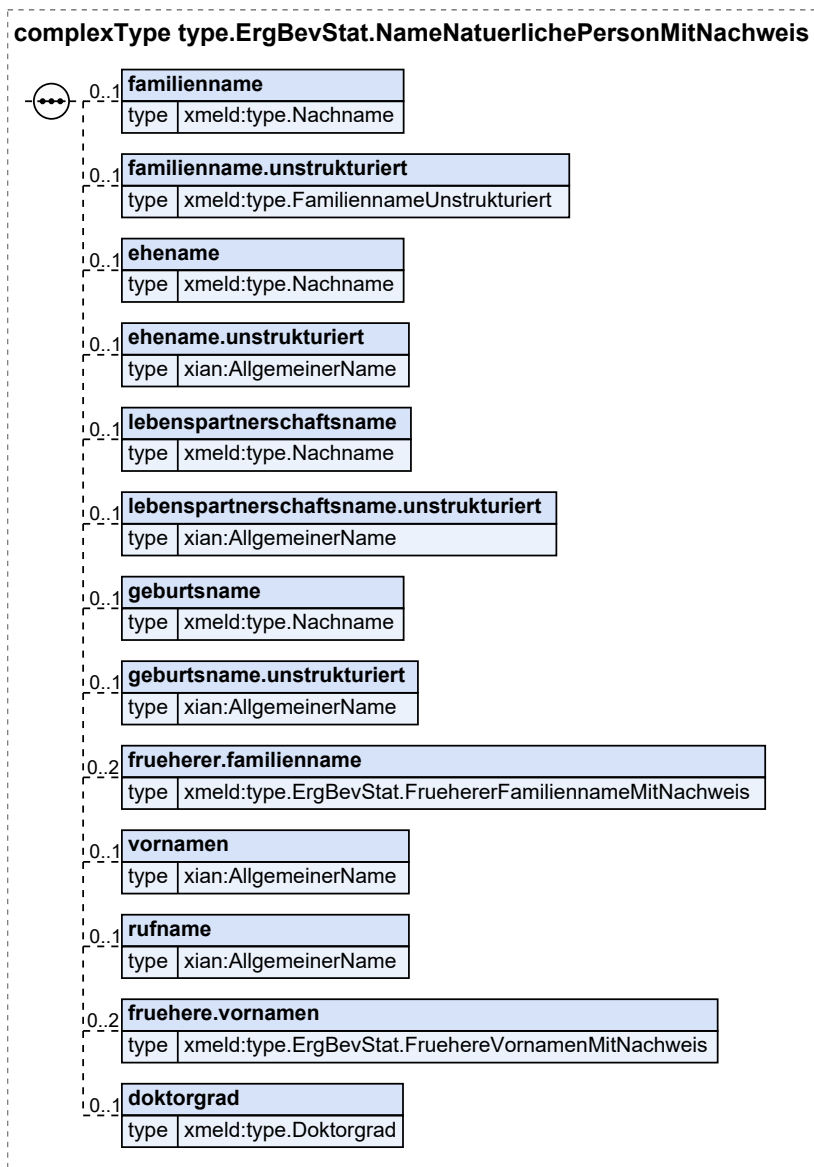 complexType type.ErgBevStat.NameNatuerlichePersonMitNachweis
0..1 familienname
type xmeld:type.Nachname
0..1 familienname.unstrukturiert
type xmeld:type.FamiliennameUnstrukturiert
0..1 ehename
type xmeld:type.Nachname
0..1 ehename.unstrukturiert
type xian:AllgemeinerName
0..1 lebenspartnerschaftsname
type xmeld:type.Nachname
0..1 lebenspartnerschaftsname.unstrukturiert
type xian:AllgemeinerName
0..1 geburtsname
type xmeld:type.Nachname
0..1 geburtsname.unstrukturiert
type xian:AllgemeinerName
0..2 frueherer.familienname
type xmeld:type.ErgBevStat.FruehererFamiliennameMitNachweis
0..1 vornamen
type xian:AllgemeinerName
0..1 rufname
type xian:AllgemeinerName
0..2 fruehere.vornamen
type xmeld:type.ErgBevStat.FruehereVornamenMitNachweis
0..1 doktorgrad
type xmeld:type.Doktorgrad